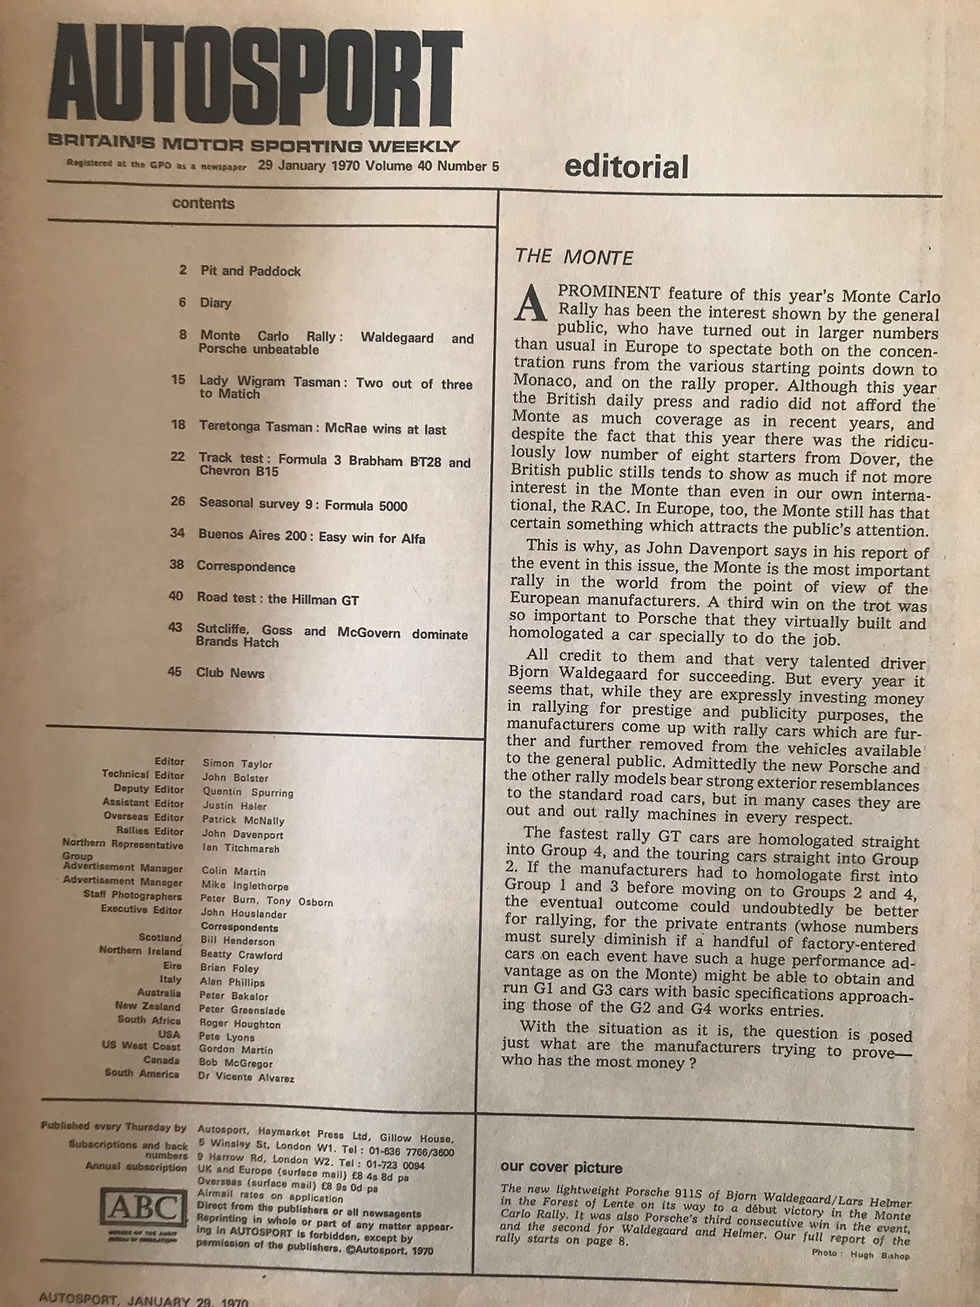 AUTOSPORT
BRITAIN'S MOTOR SPORTING WEEKLY
Registered at the GPO as a newspaper 29 January 1970 Volume 40 Number 5
contents
2 Pit and Paddock
6 Diary
8 Monte Carlo Rally: Waldegaard and
Porsche unbeatable
15 Lady Wigram Tasman: Two out of three
to Matich
18 Teretonga Tasman: McRae wins at last
22 Track test: Formula 3 Brabham BT28 and
Chevron B15
26 Seasonal survey 9: Formula 5000
34 Buenos Aires 200: Easy win for Alfa
38 Correspondence
40 Road test: the Hillman GT
43 Sutcliffe, Goss and McGovern dominate
Brands Hatch
45 Club News
Editor Simon Taylor
Technical Editor John Bolster
Deputy Editor Quentin Spurring
Assistant Editor Justin Haler
Overseas Editor Patrick McNally
Rallies Editor John Davenport
Northern Representative Ian Titchmarsh
Group
Advertisement Manager Colin Martin
Advertisement Manager Mike Inglethorpe
Staff Photographers Peter Burn, Tony Osborn
Executive Editor John Houslander
Correspondents
Scotland Bill Henderson
Northern Ireland Beatty Crawford
Eire Brian Foley
Italy Alan Phillips
Australia Peter Bakalor
New Zealand Peter Greenslade
South Africa Roger Houghton
USA Pete Lyons
US West Coast Gordon Martin
Canada Bob McGregor
South America Dr Vicente Alvarez
Published every Thursday by Autosport, Haymarket Press Ltd, Gillow House,
5 Winsley St, London W1. Tel: 01-636 7766/3600
Subscriptions and back
numbers 9 Harrow Rd, London W2. Tel: 01-723 0094
Annual subscription UK and Europe (surface mail) £8 4s 8d pa
Overseas (surface mail) £8 9s 0d pa
Airmail rates on application
Direct from the publishers or all newsagents
Reprinting in whole or part of any matter appear-
ing in AUTOSPORT is forbidden, except by
permission of the publishers. ©Autosport, 1970
ABC
MEMBER OF THE AUDIT
BUREAU OF CIRCULATIONS
editorial
THE MONTE
A PROMINENT feature of this year's Monte Carlo
Rally has been the interest shown by the general
public, who have turned out in larger numbers
than usual in Europe to spectate both on the concen-
tration runs from the various starting points down to
Monaco, and on the rally proper. Although this year
the British daily press and radio did not afford the
Monte as much coverage as in recent years, and
despite the fact that this year there was the ridicu-
lously low number of eight starters from Dover, the
British public stills tends to show as much if not more
interest in the Monte than even in our own interna-
tional, the RAC. In Europe, too, the Monte still has that
certain something which attracts the public's attention.
This is why, as John Davenport says in his report of
the event in this issue, the Monte is the most important
rally in the world from the point of view of the
European manufacturers. A third win on the trot was
so important to Porsche that they virtually built and
homologated a car specially to do the job.
All credit to them and that very talented driver
Bjorn Waldegaard for succeeding. But every year it
seems that, while they are expressly investing money
in rallying for prestige and publicity purposes, the
manufacturers come up with rally cars which are fur-
ther and further removed from the vehicles available
to the general public. Admittedly the new Porsche and
the other rally models bear strong exterior resemblances
to the standard road cars, but in many cases they are
out and out rally machines in every respect.
The fastest rally GT cars are homologated straight
into Group 4, and the touring cars straight into Group
2. If the manufacturers had to homologate first into
Group 1 and 3 before moving on to Groups 2 and 4,
the eventual outcome could undoubtedly be better
for rallying, for the private entrants (whose numbers
must surely diminish if a handful of factory-entered
cars on each event have such a huge performance ad-
vantage as on the Monte) might be able to obtain and
run G1 and G3 cars with basic specifications approach-
ing those of the G2 and G4 works entries.
With the situation as it is, the question is posed
just what are the manufacturers trying to prove—
who has the most money?
our cover picture
The new lightweight Porsche 911S of Bjorn Waldegaard/Lars Helmer
in the Forest of Lente on its way to a début victory in the Monte
Carlo Rally. It was also Porsche's third consecutive win in the event,
and the second for Waldegaard and Helmer. Our full report of the
rally starts on page 8.
Photo: Hugh Bishop
AUTOSPORT, JANUARY 29, 1970